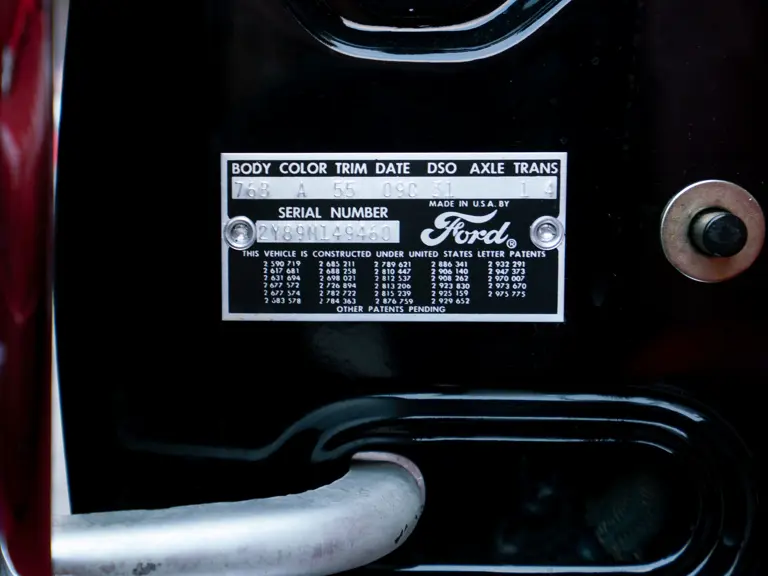 BODY COLOR TRIM DATE DSO AXLE TRANS
76B A 55 09C 31 1 4
SERIAL NUMBER
2Y89M149460
MADE IN U.S.A. BY
Ford®
THIS VEHICLE IS CONSTRUCTED UNDER UNITED STATES LETTER PATENTS
2 590 719 2 685 211 2 789 621 2 886 341 2 932 291
2 617 681 2 688 258 2 810 447 2 906 140 2 947 373
2 631 694 2 698 021 2 812 537 2 908 262 2 970 007
2 677 572 2 726 894 2 813 206 2 923 830 2 973 670
2 677 574 2 782 722 2 815 239 2 925 159 2 975 775
2 683 578 2 784 363 2 876 759 2 929 652
OTHER PATENTS PENDING